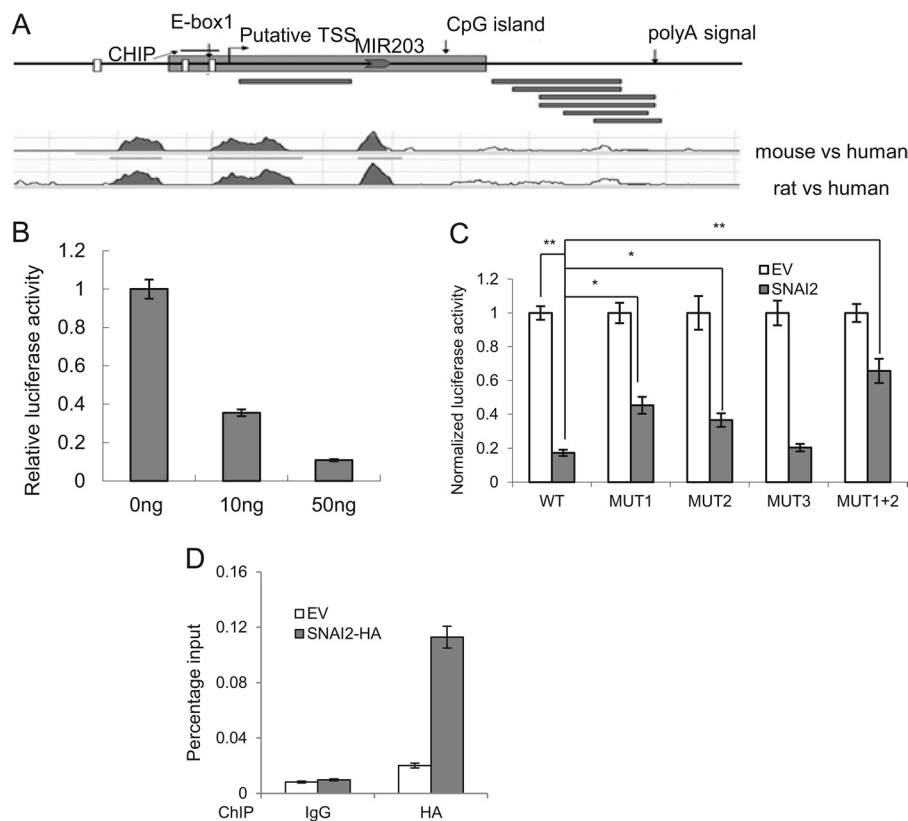 A
E-box1
CHIP
Putative TSS
MIR203
CpG island
polyA signal
mouse vs human
rat vs human
B
Relative luciferase activity
1.2
1
0.8
0.6
0.4
0.2
0
0ng
10ng
50ng
C
Normalized luciferase activity
**
*
*
**
EV
SNAI2
1.2
1
0.8
0.6
0.4
0.2
0
WT
MUT1
MUT2
MUT3
MUT1+2
D
Percentage input
0.16
0.12
0.08
0.04
0
EV
SNAI2-HA
ChIP
IgG
HA